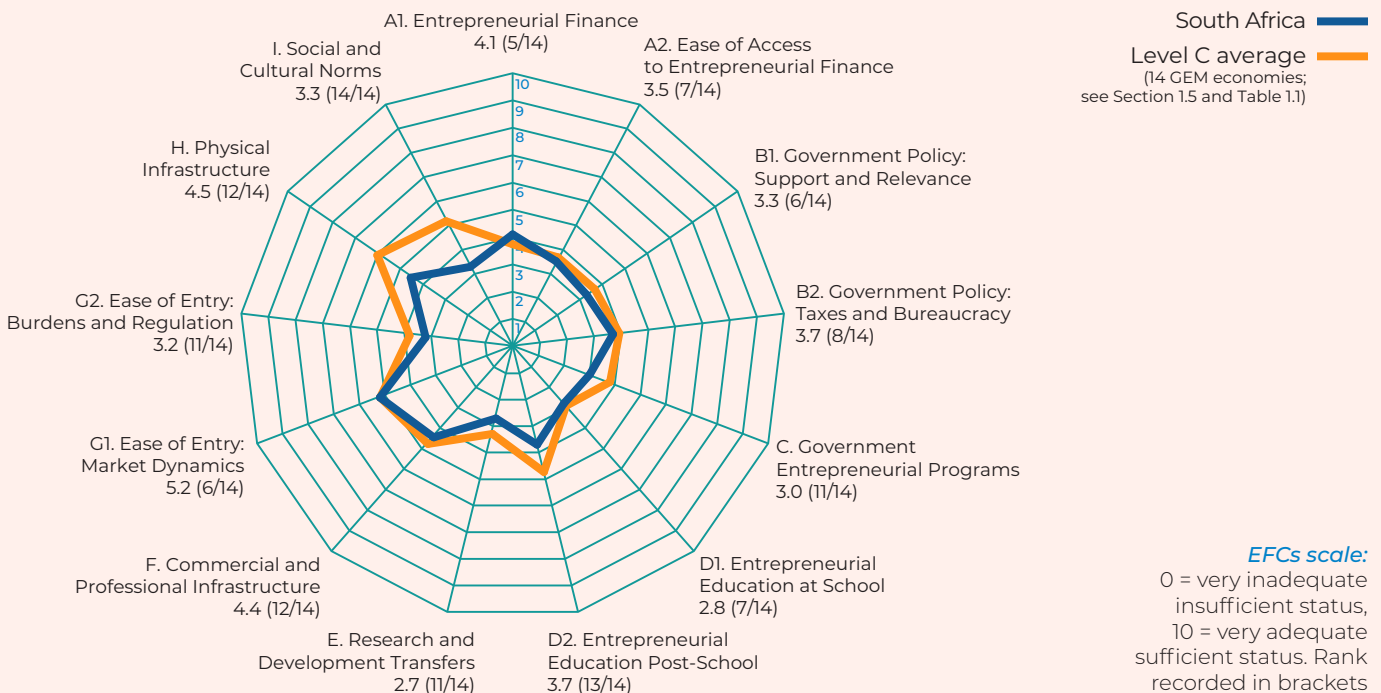 A1. Entrepreneurial Finance
4.1 (5/14)
A2. Ease of Access
to Entrepreneurial Finance
3.5 (7/14)
B1. Government Policy:
Support and Relevance
3.3 (6/14)
B2. Government Policy:
Taxes and Bureaucracy
3.7 (8/14)
C. Government
Entrepreneurial Programs
3.0 (11/14)
D1. Entrepreneurial
Education at School
2.8 (7/14)
D2. Entrepreneurial
Education Post-School
3.7 (13/14)
E. Research and
Development Transfers
2.7 (11/14)
F. Commercial and
Professional Infrastructure
4.4 (12/14)
G1. Ease of Entry:
Market Dynamics
5.2 (6/14)
G2. Ease of Entry:
Burdens and Regulation
3.2 (11/14)
H. Physical
Infrastructure
4.5 (12/14)
I. Social and
Cultural Norms
3.3 (14/14)
10
9
8
7
6
5
4
3
2
1
South Africa
Level C average
(14 GEM economies;
see Section 1.5 and Table 1.1)
EFCs scale:
0 = very inadequate
insufficient status,
10 = very adequate
sufficient status. Rank
recorded in brackets